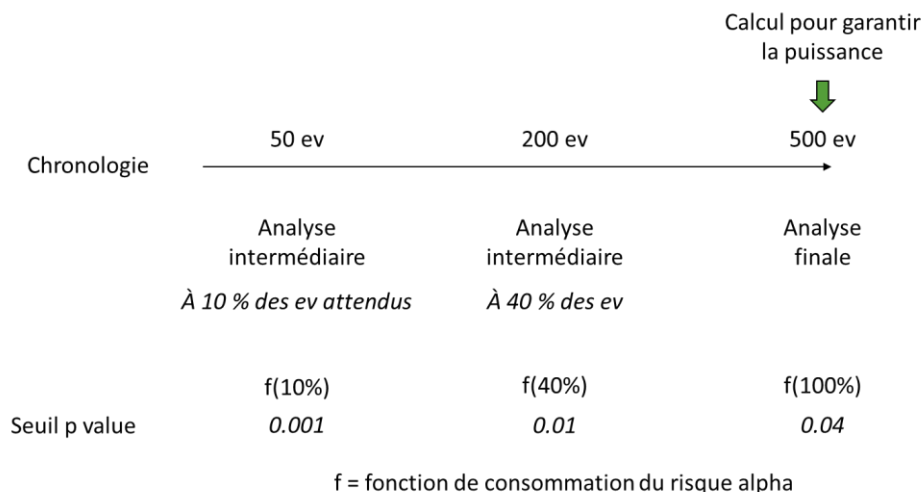 Calcul pour garantir
la puissance
50 ev 200 ev 500 ev
Chronologie
Analyse Analyse Analyse
intermédiaire intermédiaire finale
À 10 % des ev attendus À 40 % des ev
f(10%) f(40%) f(100%)
Seuil p value 0.001 0.01 0.04
f = fonction de consommation du risque alpha